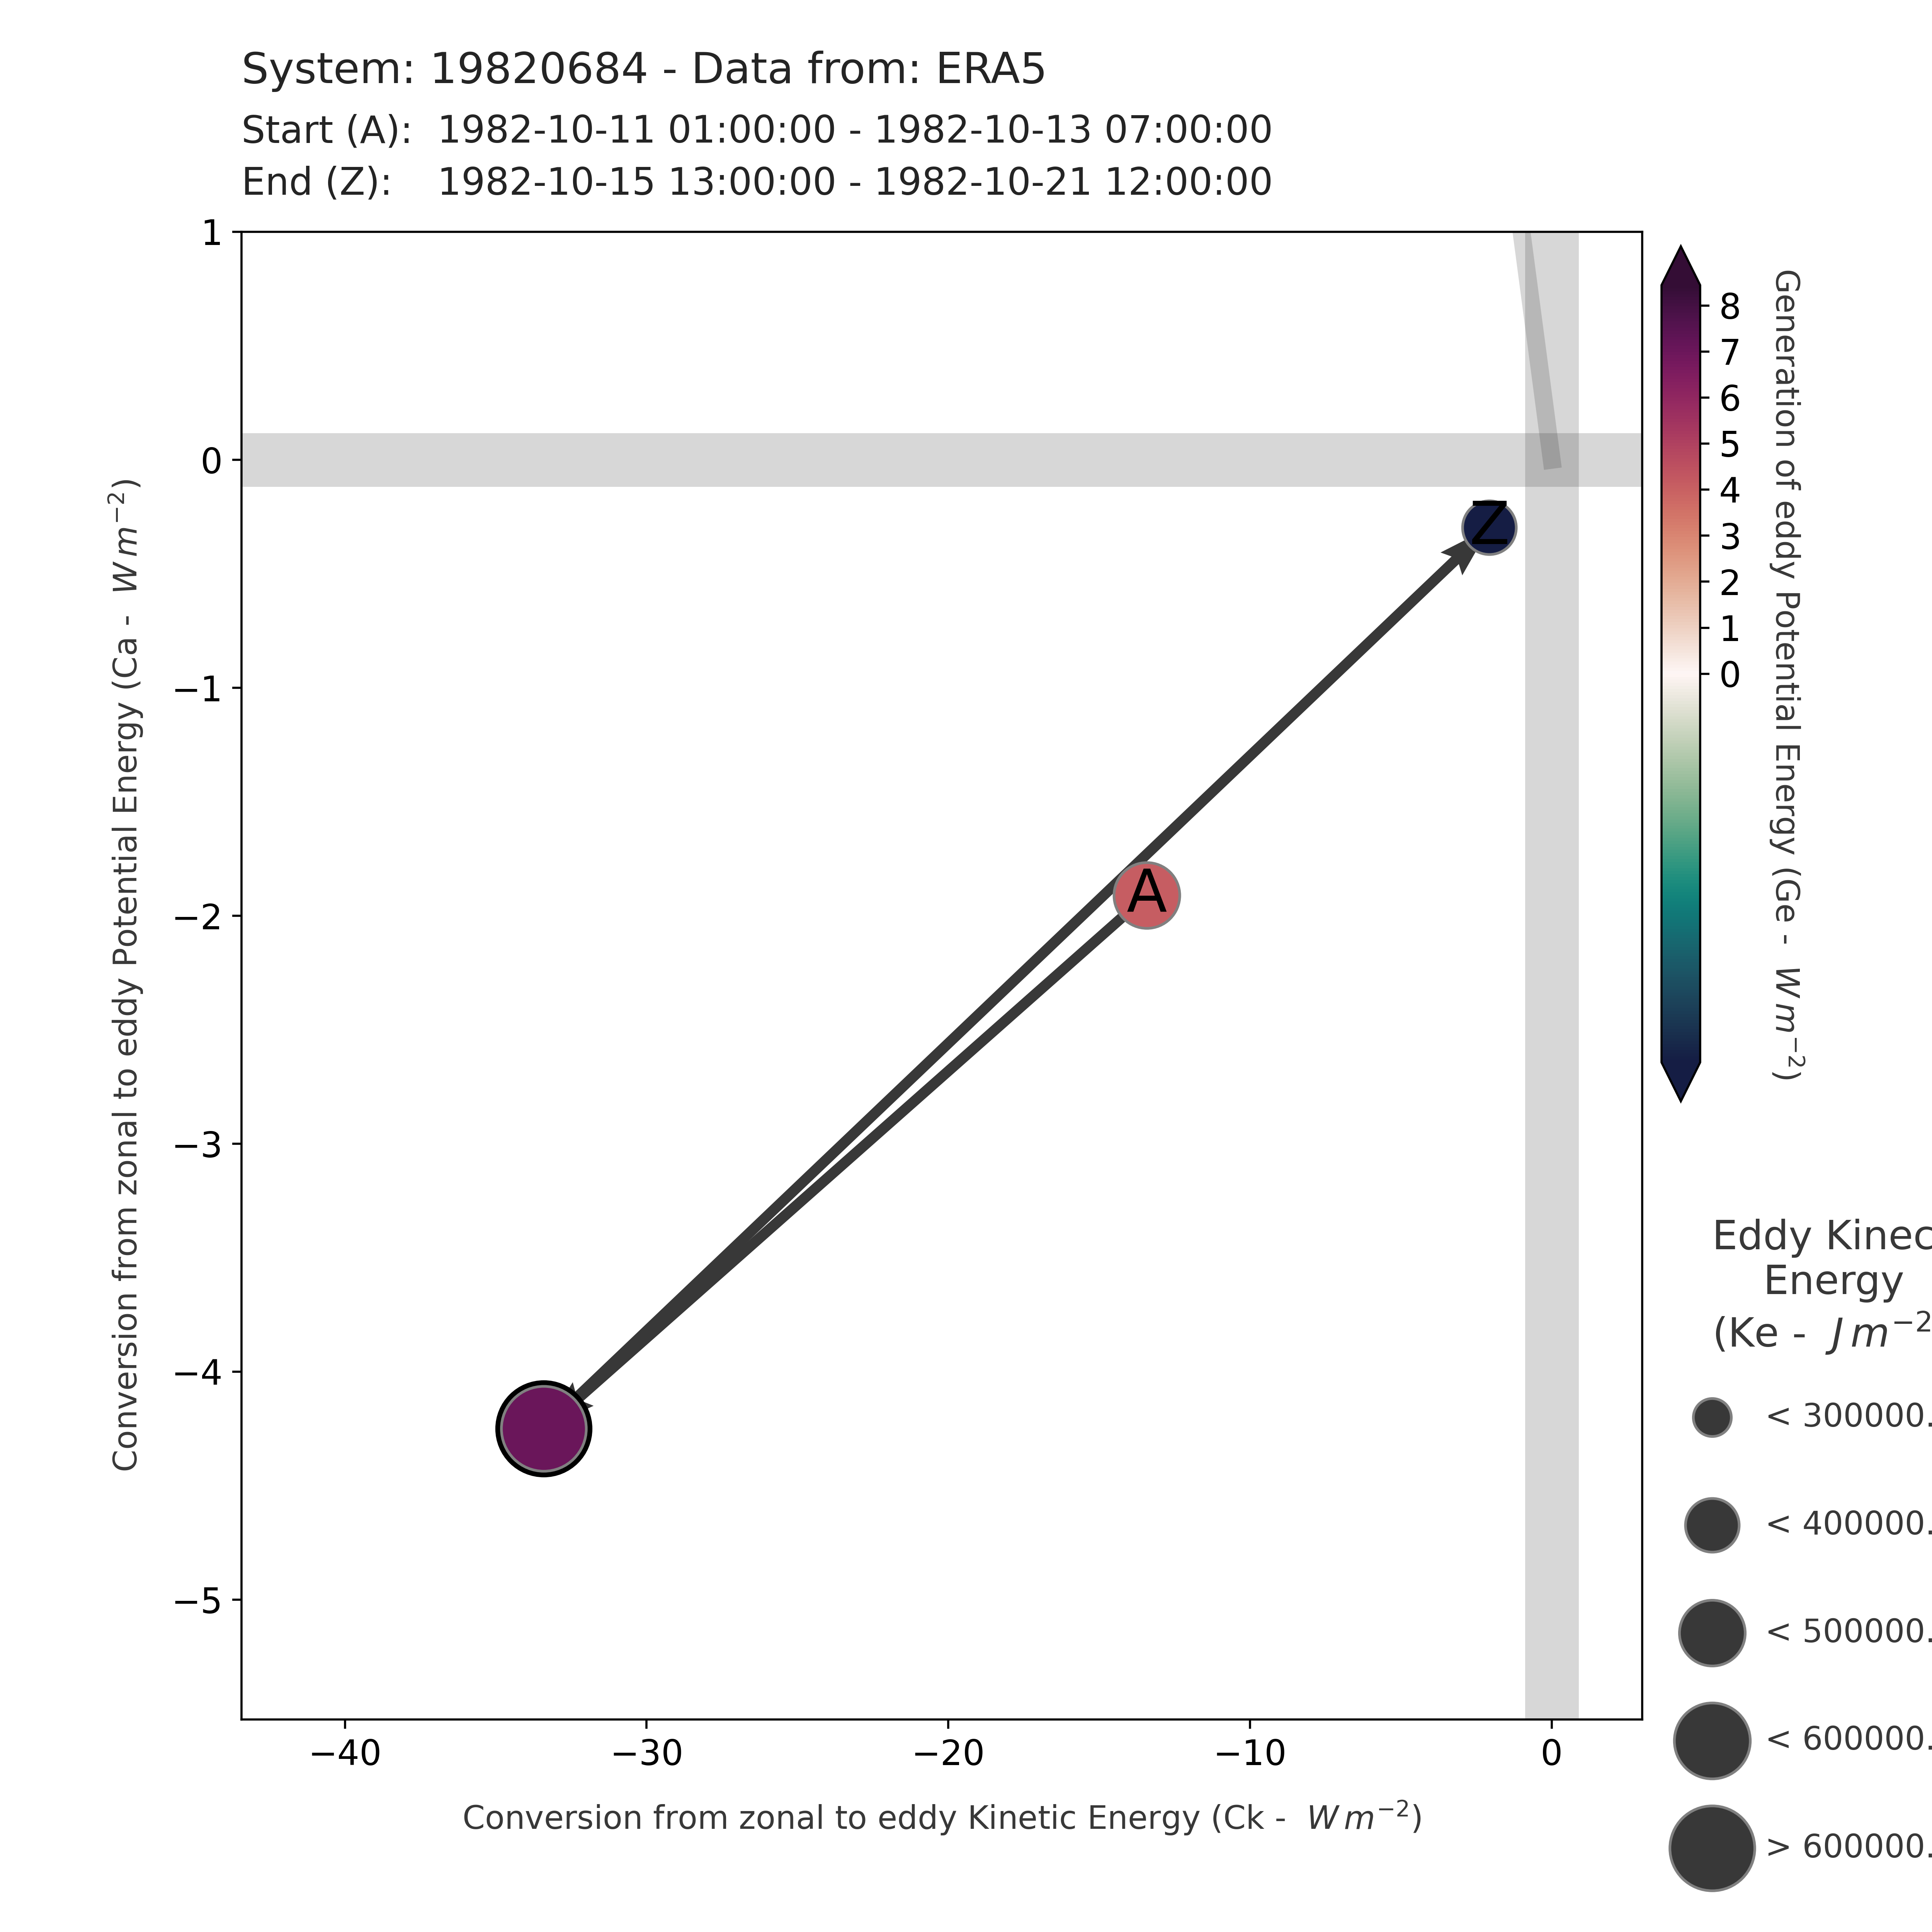 System: 19820684 - Data from: ERA5
Start (A): 1982-10-11 01:00:00 - 1982-10-13 07:00:00
End (Z): 1982-10-15 13:00:00 - 1982-10-21 12:00:00
1
0
−1
−2
−3
−4
−5
Conversion from zonal to eddy Potential Energy (Ca - W m⁻²)
Z
A
−40
−30
−20
−10
0
Conversion from zonal to eddy Kinetic Energy (Ck - W m⁻²)
8
7
6
5
4
3
2
1
0
Generation of eddy Potential Energy (Ge - W m⁻²)
Eddy Kinec
Energy
(Ke - J m⁻²
< 300000.
< 400000.
< 500000.
< 600000.
> 600000.